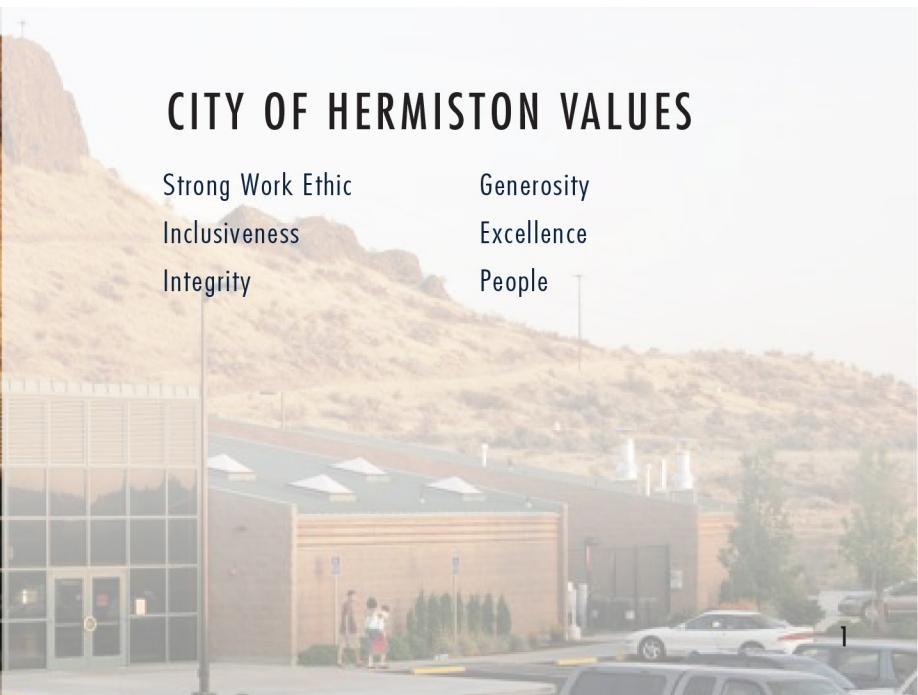 CITY OF HERMISTON VALUES
Strong Work Ethic
Inclusiveness
Integrity
Generosity
Excellence
People
1